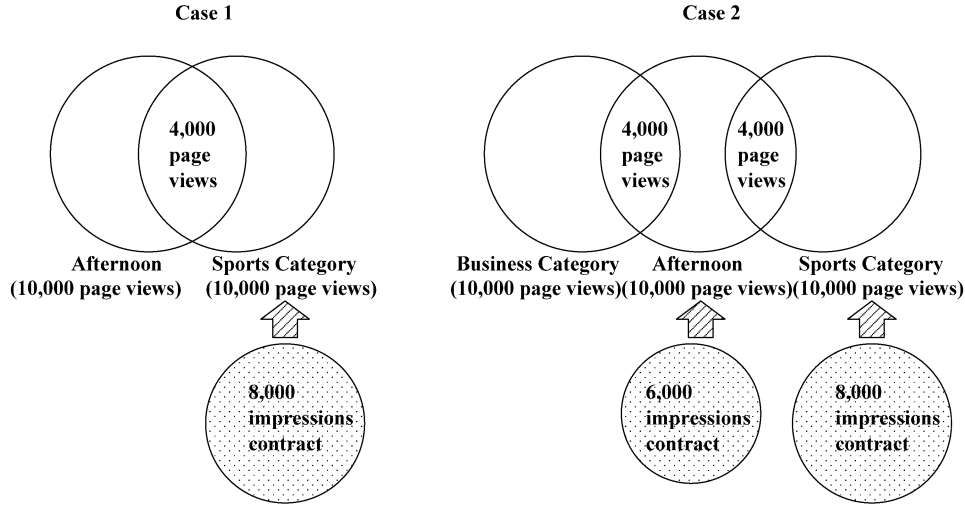 Case 1
4,000
page
views
Afternoon
(10,000 page views)
Sports Category
(10,000 page views)
8,000
impressions
contract
Case 2
4,000
page
views
4,000
page
views
Business Category
(10,000 page views)
Afternoon
(10,000 page views)
Sports Category
(10,000 page views)
6,000
impressions
contract
8,000
impressions
contract